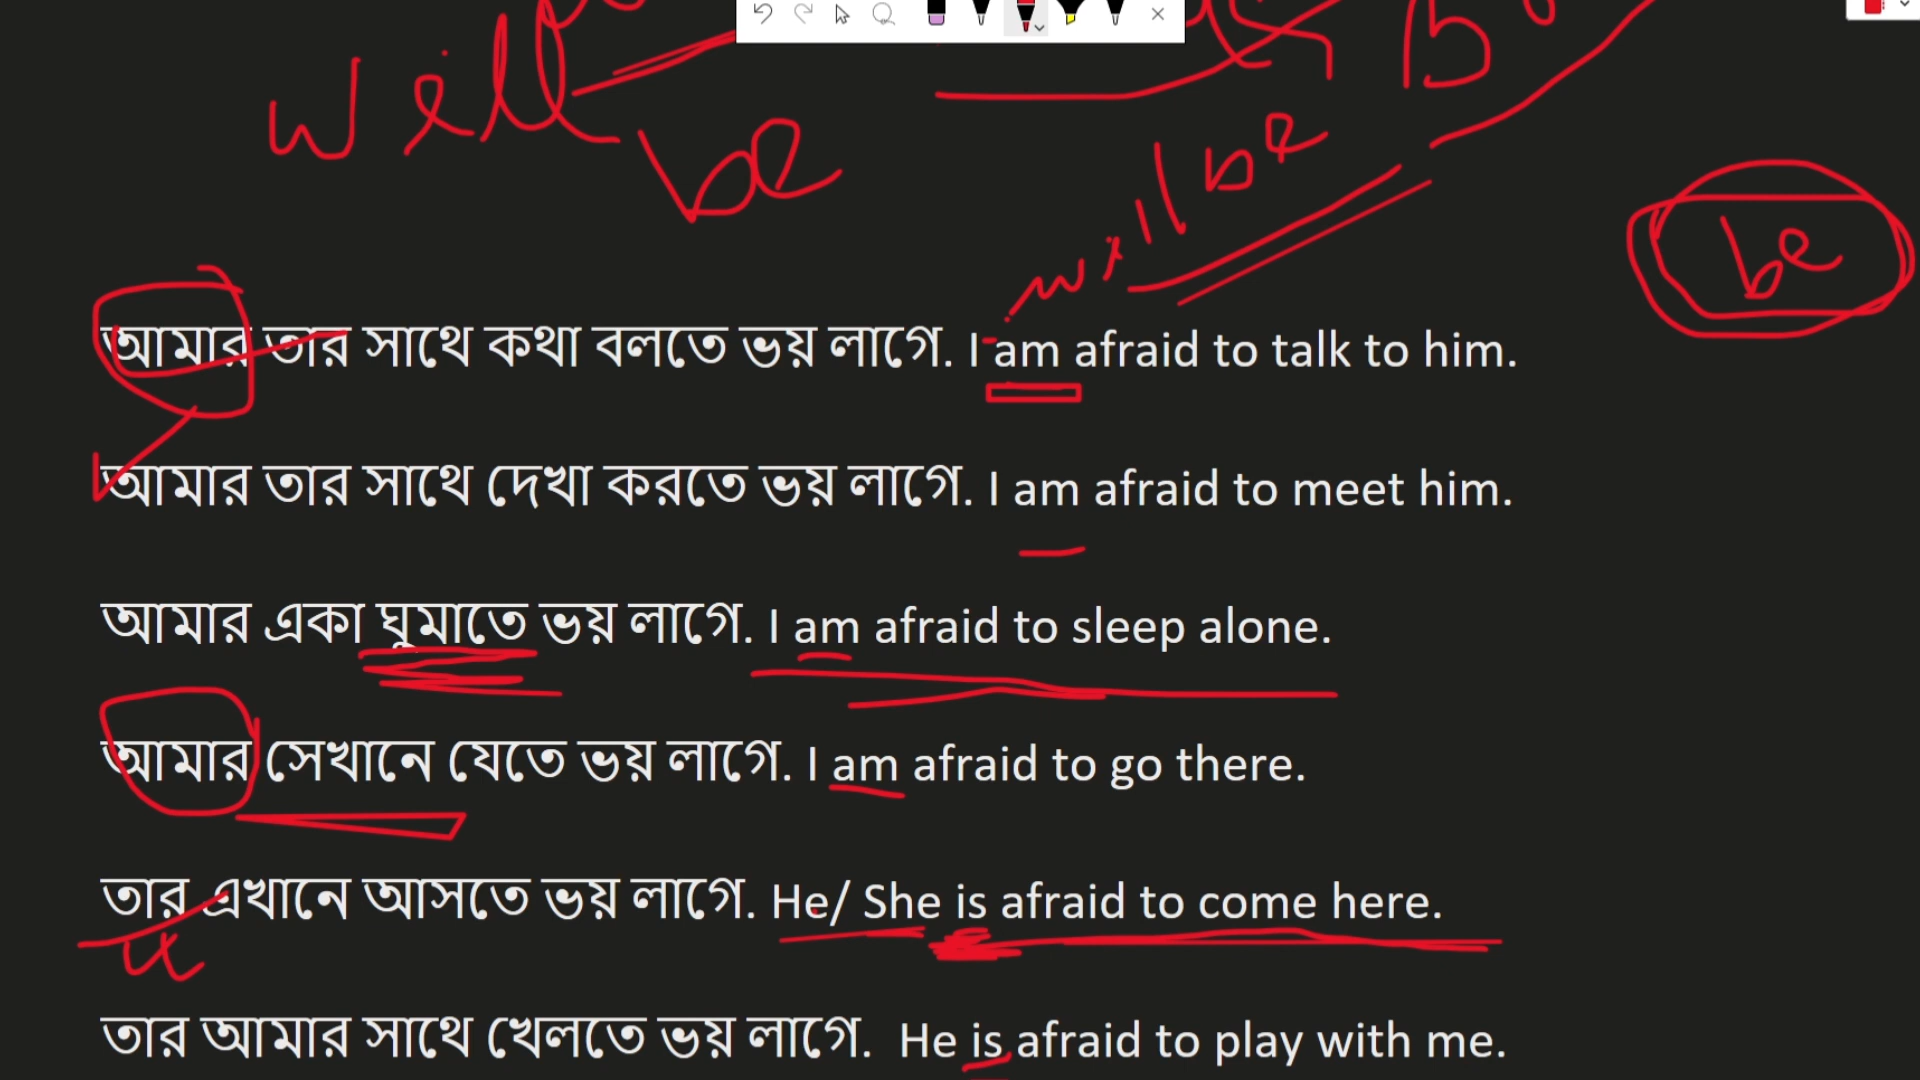 will
be
will be
be
আমার তার সাথে কথা বলতে ভয় লাগে. I am afraid to talk to him.
আমার তার সাথে দেখা করতে ভয় লাগে. I am afraid to meet him.
আমার একা ঘুমাতে ভয় লাগে. I am afraid to sleep alone.
আমার সেখানে যেতে ভয় লাগে. I am afraid to go there.
তার এখানে আসতে ভয় লাগে. He/ She is afraid to come here.
তার আমার সাথে খেলতে ভয় লাগে. He is afraid to play with me.